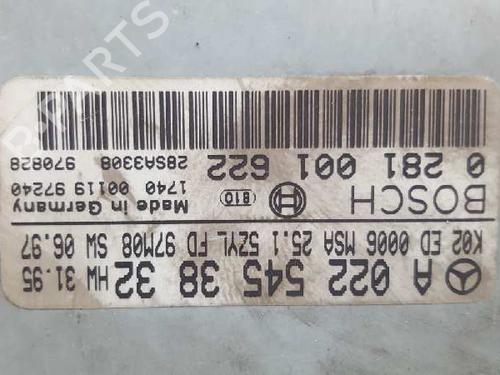 A 022 545 38 32 HW 31.95
K02 ED 0006 MSA 25.1 5ZYL FD 97M08 SW 06.97
BOSCH B10 Made in Germany
1740 00119 97240
0 281 001 622 28SA3308 970828
B-PARTS